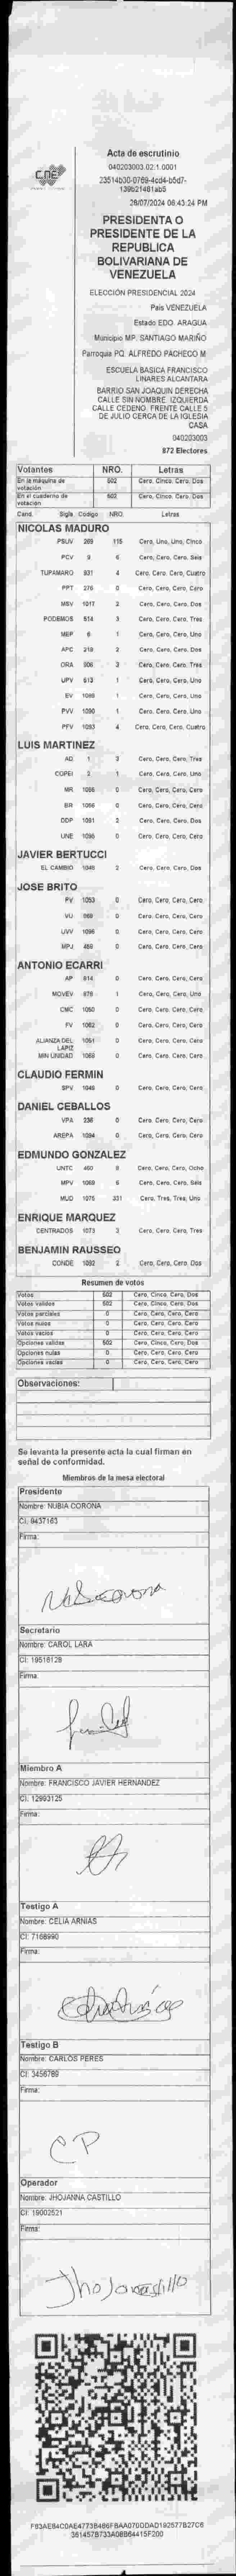 CNE
Acta de escrutinio
040203003.02.1.0001
28/07/2024 06:43:24 PM
PRESIDENTA O
PRESIDENTE DE LA
REPUBLICA
BOLIVARIANA DE
VENEZUELA
ELECCIÓN PRESIDENCIAL 2024
País VENEZUELA
Estado EDO. ARAGUA
Municipio MP. SANTIAGO MARIÑO
Parroquia PQ. ALFREDO PACHECO M
ESCUELA BASICA FRANCISCO
LINARES ALCANTARA
BARRIO SAN JOAQUIN DERECHA
CALLE SIN NOMBRE. IZQUIERDA
CALLE CEDENO. FRENTE CALLE 5
DE JULIO CERCA DE LA IGLESIA
CASA
040203003
872 Electores
Votantes NRO. Letras
En la máquina de votación 502 Cero, Cinco, Cero, Dos
En el cuaderno de votación 502 Cero, Cinco, Cero, Dos
Cand. Sigla Código NRO. Letras
NICOLAS MADURO
PSUV 269 115 Cero, Uno, Uno, Cinco
PCV 9 6 Cero, Cero, Cero, Seis
TUPAMARO 931 4 Cero, Cero, Cero, Cuatro
PPT 276 0 Cero, Cero, Cero, Cero
MSV 1017 2 Cero, Cero, Cero, Dos
PODEMOS 514 3 Cero, Cero, Cero, Tres
MEP 6 1 Cero, Cero, Cero, Uno
APC 219 2 Cero, Cero, Cero, Dos
ORA 906 3 Cero, Cero, Cero, Tres
UPV 613 1 Cero, Cero, Cero, Uno
EV 1089 1 Cero, Cero, Cero, Uno
PVV 1090 1 Cero, Cero, Cero, Uno
PFV 1093 4 Cero, Cero, Cero, Cuatro
LUIS MARTINEZ
AD 1 3 Cero, Cero, Cero, Tres
COPEI 2 1 Cero, Cero, Cero, Uno
MR 0 Cero, Cero, Cero, Cero
BR 1066 0 Cero, Cero, Cero, Cero
DDP 1091 2 Cero, Cero, Cero, Dos
UNE 1095 0 Cero, Cero, Cero, Cero
JAVIER BERTUCCI
EL CAMBIO 1048 2 Cero, Cero, Cero, Dos
JOSE BRITO
PV 1053 0 Cero, Cero, Cero, Cero
VU 0 Cero, Cero, Cero, Cero
UVV 1096 0 Cero, Cero, Cero, Cero
MPJ 488 0 Cero, Cero, Cero, Cero
ANTONIO ECARRI
AP 814 0 Cero, Cero, Cero, Cero
MOVEV 978 1 Cero, Cero, Cero, Uno
CMC 1050 0 Cero, Cero, Cero, Cero
FV 1062 0 Cero, Cero, Cero, Cero
ALIANZA DEL LAPIZ 1061 0 Cero, Cero, Cero, Cero
MIN UNIDAD 1068 0 Cero, Cero, Cero, Cero
CLAUDIO FERMIN
SPV 1046 0 Cero, Cero, Cero, Cero
DANIEL CEBALLOS
VPA 236 0 Cero, Cero, Cero, Cero
AREPA 1094 0 Cero, Cero, Cero, Cero
EDMUNDO GONZALEZ
UNTC 460 8 Cero, Cero, Cero, Ocho
MPV 1069 6 Cero, Cero, Cero, Seis
MUD 1075 331 Cero, Tres, Tres, Uno
ENRIQUE MARQUEZ
CENTRADOS 1073 3 Cero, Cero, Cero, Tres
BENJAMIN RAUSSEO
CONDE 1092 2 Cero, Cero, Cero, Dos
Resumen de votos
Votos 502 Cero, Cinco, Cero, Dos
Votos validos 502 Cero, Cinco, Cero, Dos
Votos parciales 0 Cero, Cero, Cero, Cero
Votos nulos 0 Cero, Cero, Cero, Cero
Votos vacios 0 Cero, Cero, Cero, Cero
Opciones validas 502 Cero, Cinco, Cero, Dos
Opciones nulas 0 Cero, Cero, Cero, Cero
Opciones vacias 0 Cero, Cero, Cero, Cero
Observaciones:
Se levanta la presente acta la cual firman en
señal de conformidad.
Miembros de la mesa electoral
Presidente
Nombre: NUBIA CORONA
CI: 9437163
Firma:
Secretario
Nombre: CAROL LARA
CI: 19516129
Firma:
Miembro A
Nombre: FRANCISCO JAVIER HERNANDEZ
CI: 12993125
Firma:
Testigo A
Nombre: CELIA ARNIAS
CI: 7168990
Firma:
Testigo B
Nombre: CARLOS PERES
CI: 3456789
Firma:
CP
Operador
Nombre: JHOJANNA CASTILLO
CI: 19002521
Firma: